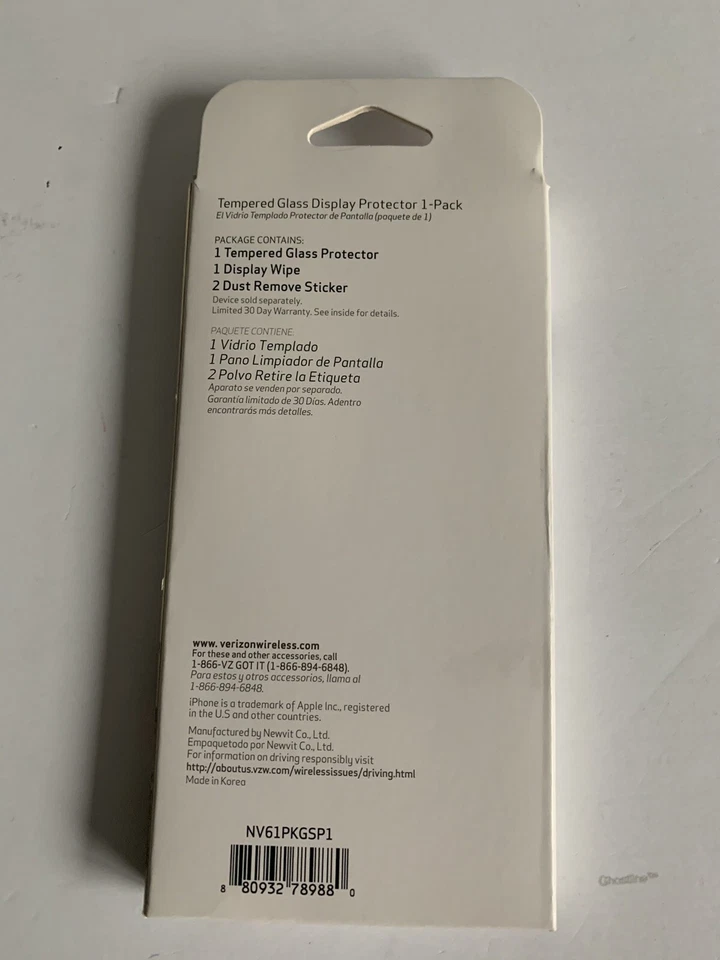 Tempered Glass Display Protector 1-Pack
El Vidrio Templado Protector de Pantalla (paquete de 1)
PACKAGE CONTAINS:
1 Tempered Glass Protector
1 Display Wipe
2 Dust Remove Sticker
Device sold separately.
Limited 30 Day Warranty. See inside for details.
PAQUETE CONTIENE:
1 Vidrio Templado
1 Pano Limpiador de Pantalla
2 Polvo Retire la Etiqueta
Aparato se venden por separado.
Garantía limitado de 30 Días. Adentro
encontrarás más detalles.
www. verizonwireless.com
For these and other accessories, call
1-866-VZ GOT IT (1-866-894-6848).
Para estos y otros accessorios, llama al
1-866-894-6848.
iPhone is a trademark of Apple Inc., registered
in the U.S and other countries.
Manufactured by Newvit Co., Ltd.
Empaquetado por Newvit Co., Ltd.
For information on driving responsibly visit
http://aboutus.vzw.com/wirelessissues/driving.html
Made in Korea
NV61PKGSP1
8 80932 78988 0
Ghostline™